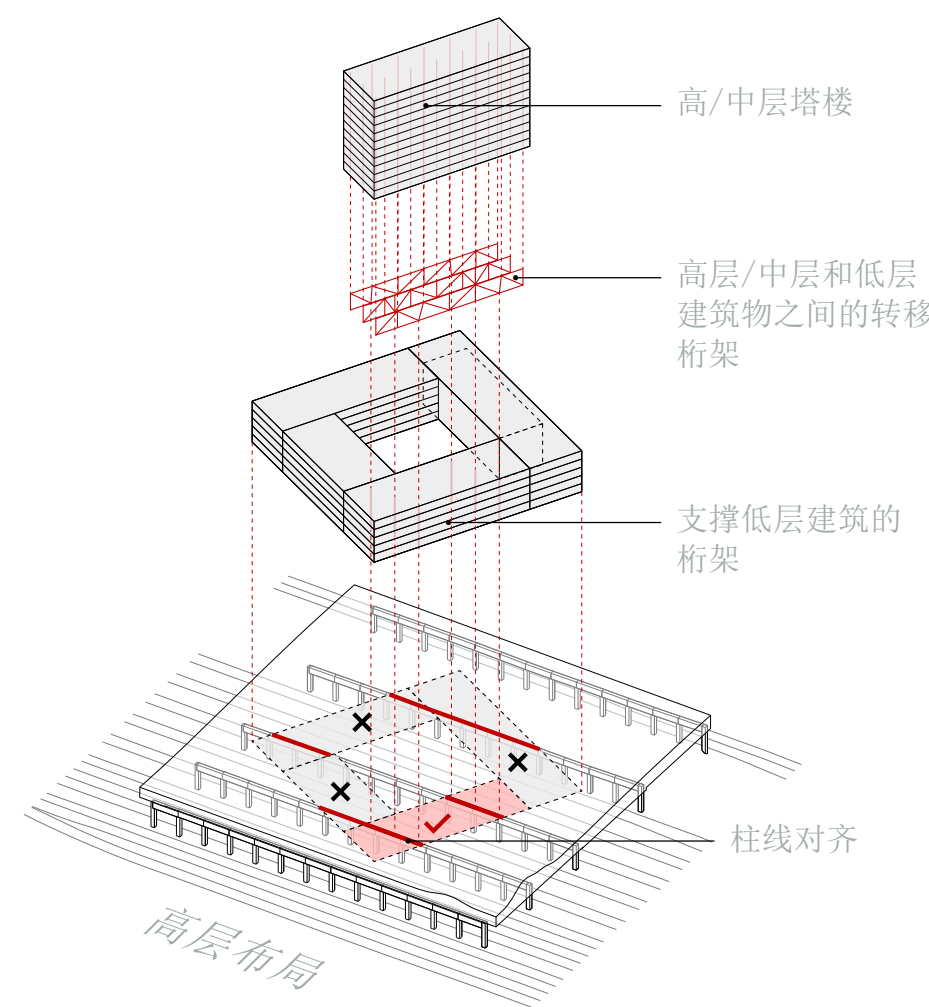 高/中层塔楼
高层/中层和低层
建筑物之间的转移
桁架
支撑低层建筑的
桁架
柱线对齐
高层布局